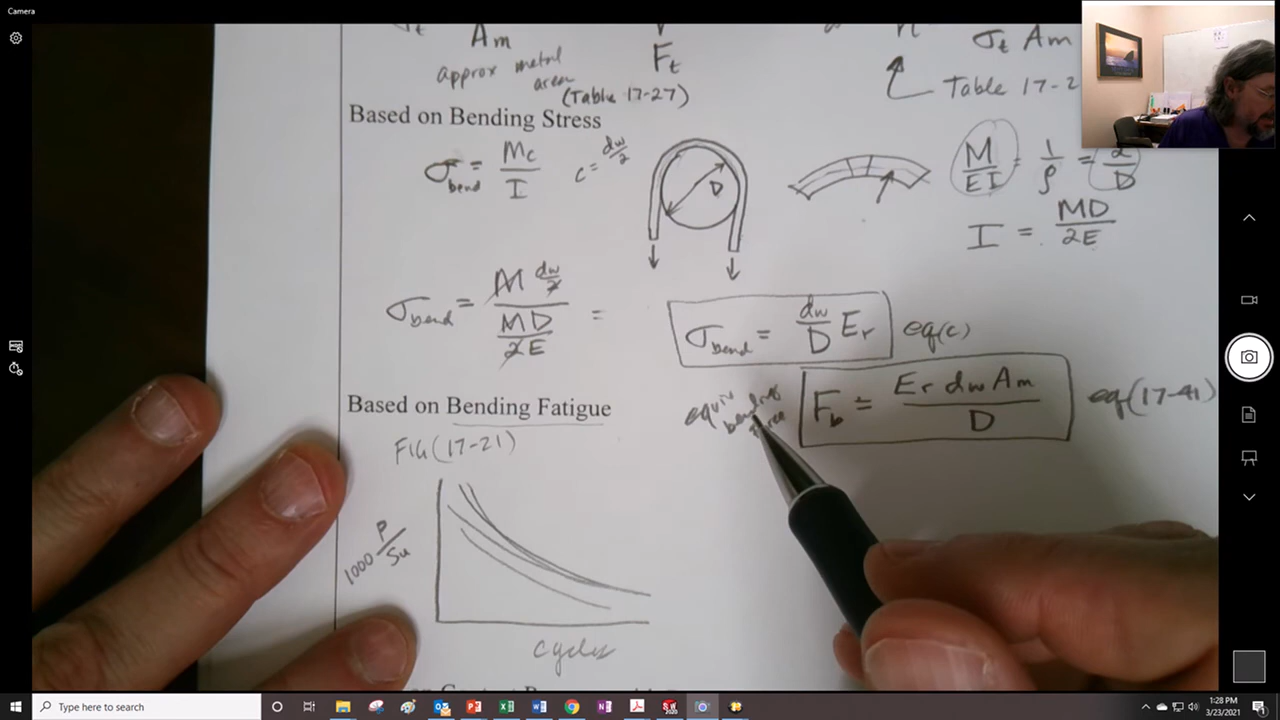 Camera
σt Am
approx metal
area
(Table 17-27)
Ft
n
σt Am
Table 17-2
Based on Bending Stress
σbend = Mc/I
c = dw/2
D
M/EI = 1/ρ = 2/D
I = MD/2E
σbend = M dw/2 / MD/2E =
σbend = dw/D Er eq(c)
Based on Bending Fatigue
equiv
bending
Fb ≐ Er dw Am / D eq(17-41)
FIG(17-21)
1000 P/Su
cycles
Type here to search
1:28 PM
3/23/2021